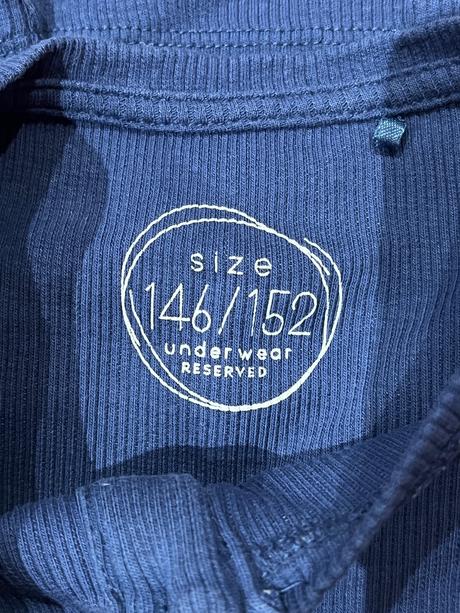 size
146/152
underwear
RESERVED